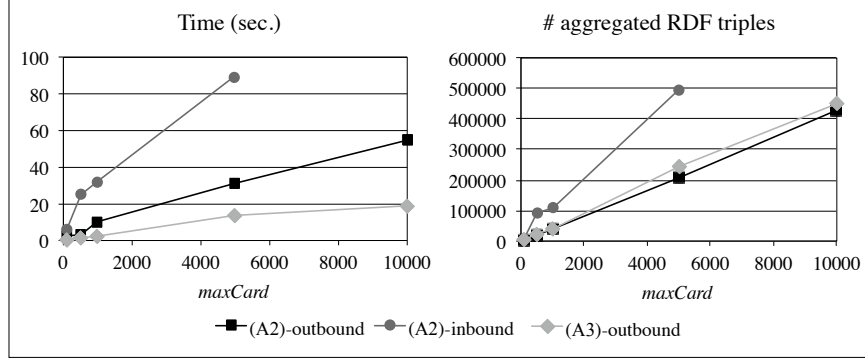 Time (sec.)
# aggregated RDF triples
100
80
60
40
20
0
0 2000 4000 6000 8000 10000
maxCard
600000
500000
400000
300000
200000
100000
0
0 2000 4000 6000 8000 10000
maxCard
(A2)-outbound (A2)-inbound (A3)-outbound